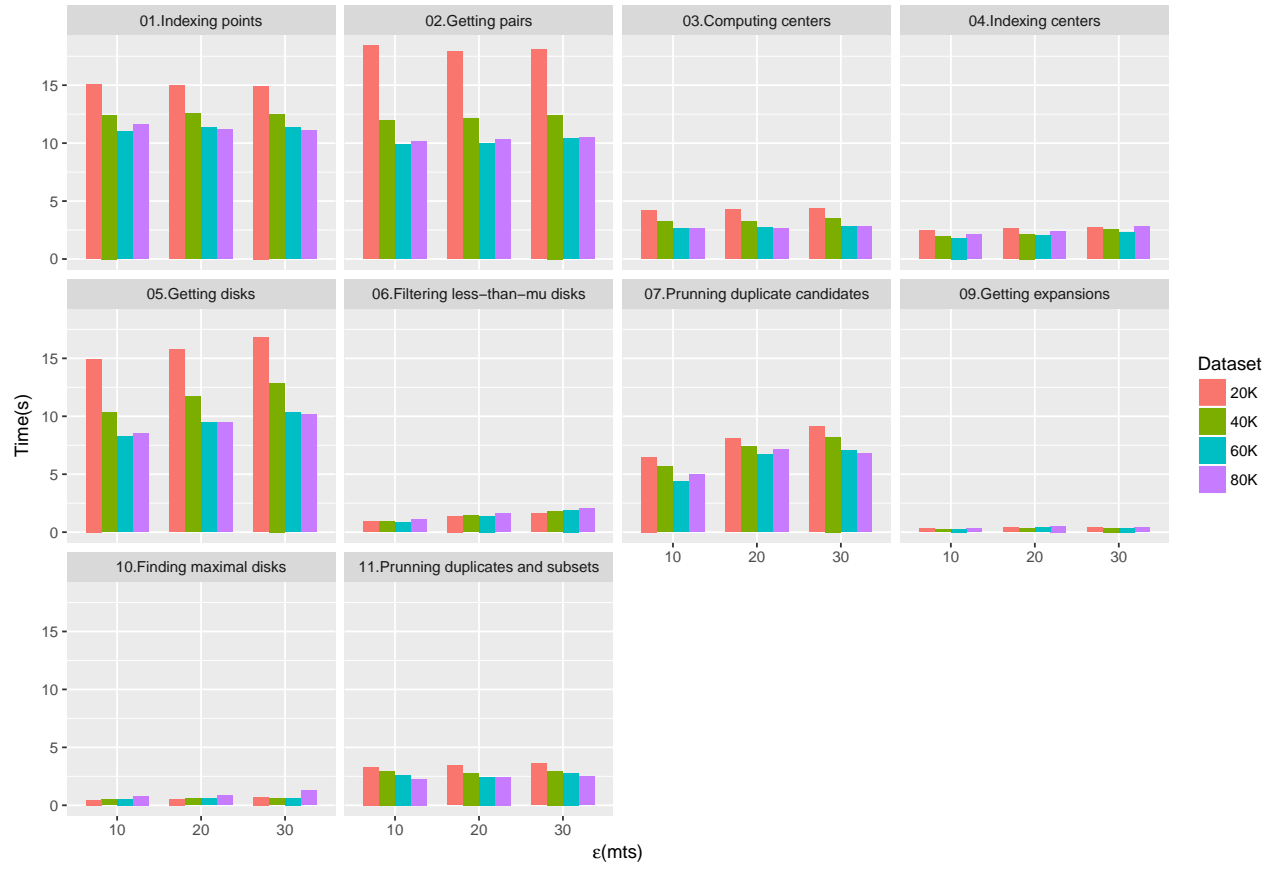 01.Indexing points
02.Getting pairs
03.Computing centers
04.Indexing centers
15
10
5
0
05.Getting disks
06.Filtering less−than−mu disks
07.Prunning duplicate candidates
09.Getting expansions
15
10
5
0
10 20 30
10 20 30
10.Finding maximal disks
11.Prunning duplicates and subsets
15
10
5
0
10 20 30
10 20 30
ε(mts)
Time(s)
Dataset
20K
40K
60K
80K